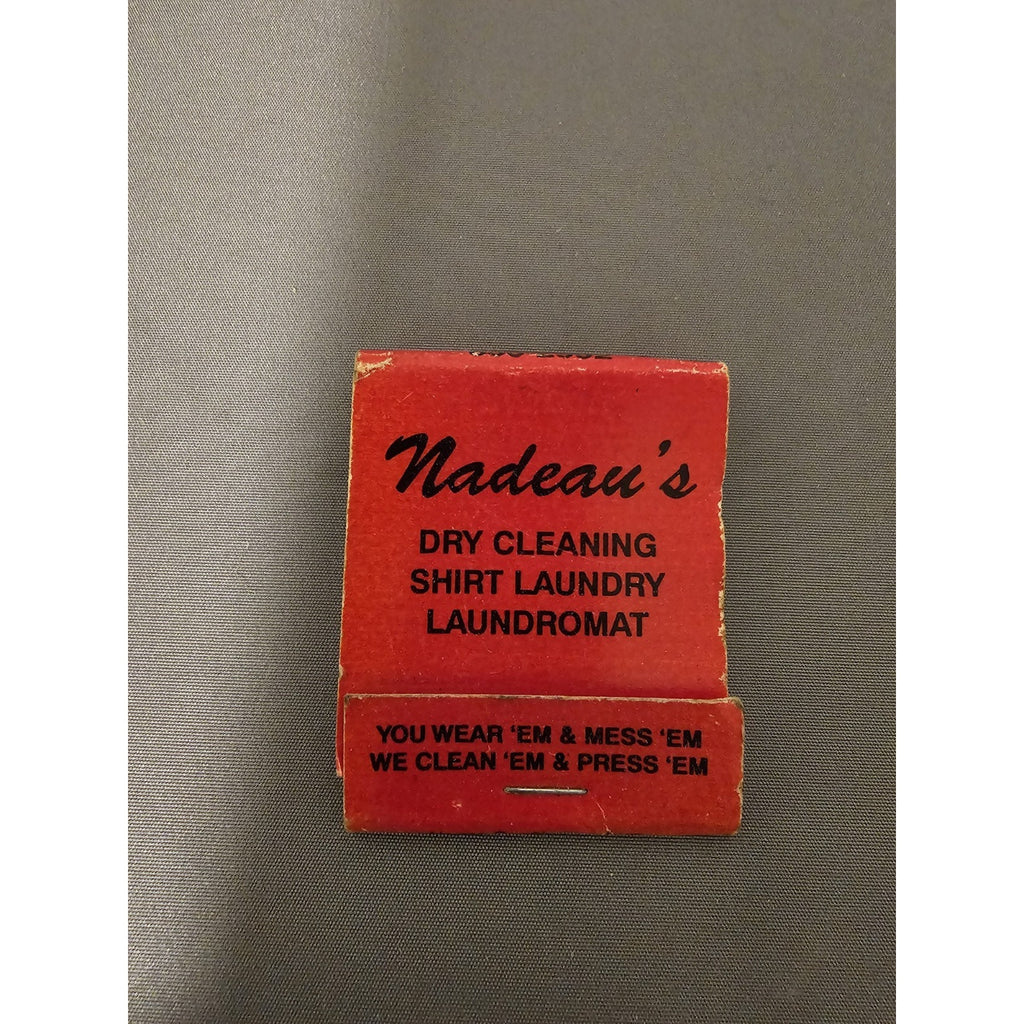 Nadeau's
DRY CLEANING
SHIRT LAUNDRY
LAUNDROMAT
YOU WEAR 'EM & MESS 'EM
WE CLEAN 'EM & PRESS 'EM